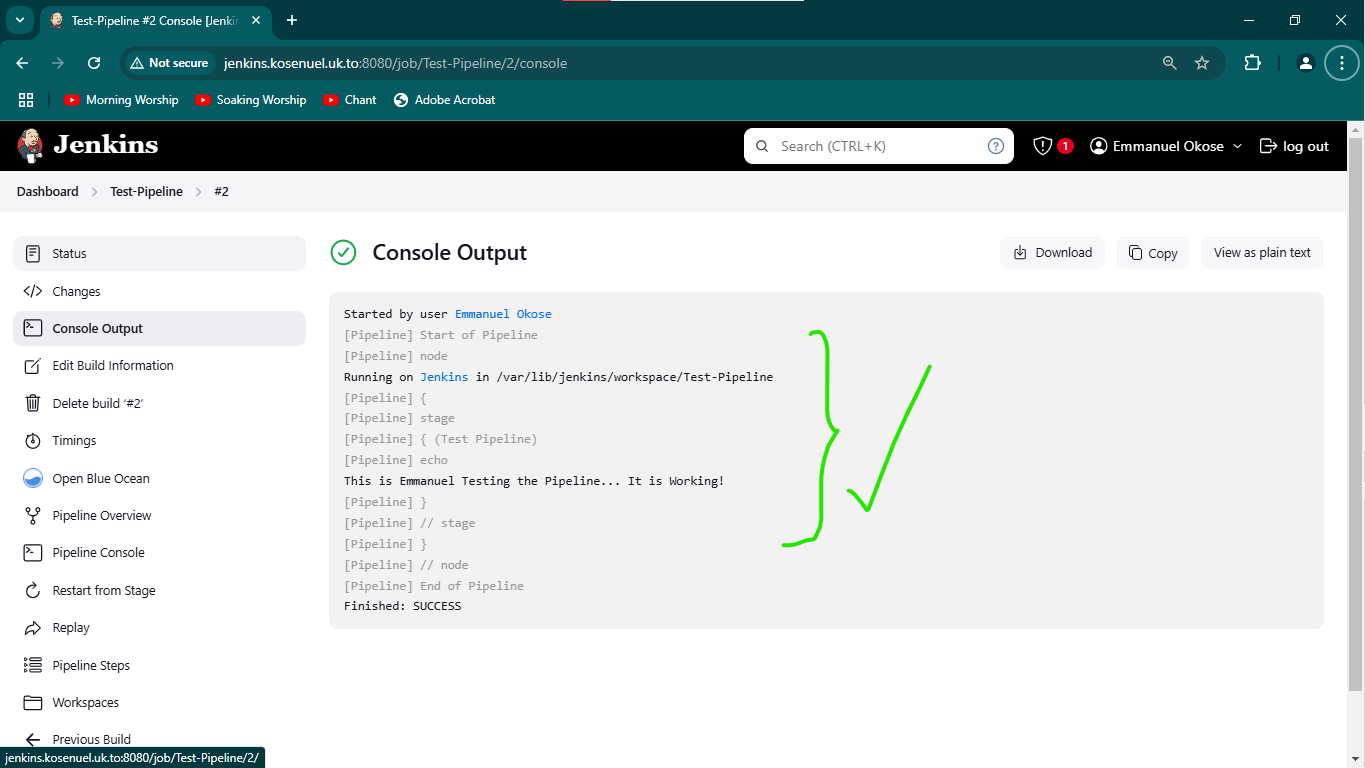 Test-Pipeline #2 Console [Jenki
Not secure jenkins.kosenuel.uk.to:8080/job/Test-Pipeline/2/console
Morning Worship Soaking Worship Chant Adobe Acrobat
Jenkins Search (CTRL+K) ? 1 Emmanuel Okose log out
Dashboard > Test-Pipeline > #2
Status
Changes
Console Output
Edit Build Information
Delete build ‘#2’
Timings
Open Blue Ocean
Pipeline Overview
Pipeline Console
Restart from Stage
Replay
Pipeline Steps
Workspaces
Previous Build
Console Output Download Copy View as plain text
Started by user Emmanuel Okose
[Pipeline] Start of Pipeline
[Pipeline] node
Running on Jenkins in /var/lib/jenkins/workspace/Test-Pipeline
[Pipeline] {
[Pipeline] stage
[Pipeline] { (Test Pipeline)
[Pipeline] echo
This is Emmanuel Testing the Pipeline... It is Working!
[Pipeline] }
[Pipeline] // stage
[Pipeline] }
[Pipeline] // node
[Pipeline] End of Pipeline
Finished: SUCCESS
jenkins.kosenuel.uk.to:8080/job/Test-Pipeline/2/